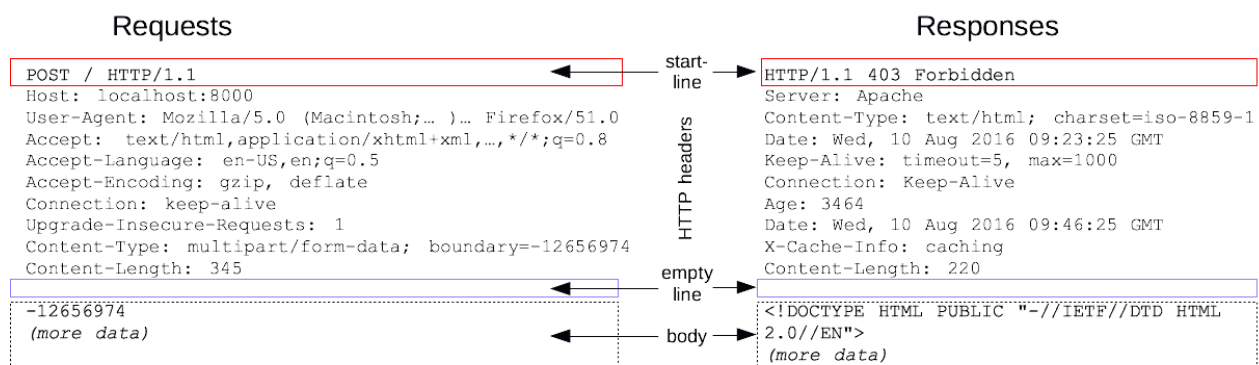 Requests
POST / HTTP/1.1
Host: localhost:8000
User-Agent: Mozilla/5.0 (Macintosh;… )… Firefox/51.0
Accept: text/html,application/xhtml+xml,…,*/*;q=0.8
Accept-Language: en-US,en;q=0.5
Accept-Encoding: gzip, deflate
Connection: keep-alive
Upgrade-Insecure-Requests: 1
Content-Type: multipart/form-data; boundary=-12656974
Content-Length: 345
-12656974
(more data)
start-
line
HTTP headers
empty
line
body
Responses
HTTP/1.1 403 Forbidden
Server: Apache
Content-Type: text/html; charset=iso-8859-1
Date: Wed, 10 Aug 2016 09:23:25 GMT
Keep-Alive: timeout=5, max=1000
Connection: Keep-Alive
Age: 3464
Date: Wed, 10 Aug 2016 09:46:25 GMT
X-Cache-Info: caching
Content-Length: 220
<!DOCTYPE HTML PUBLIC "-//IETF//DTD HTML
2.0//EN">
(more data)